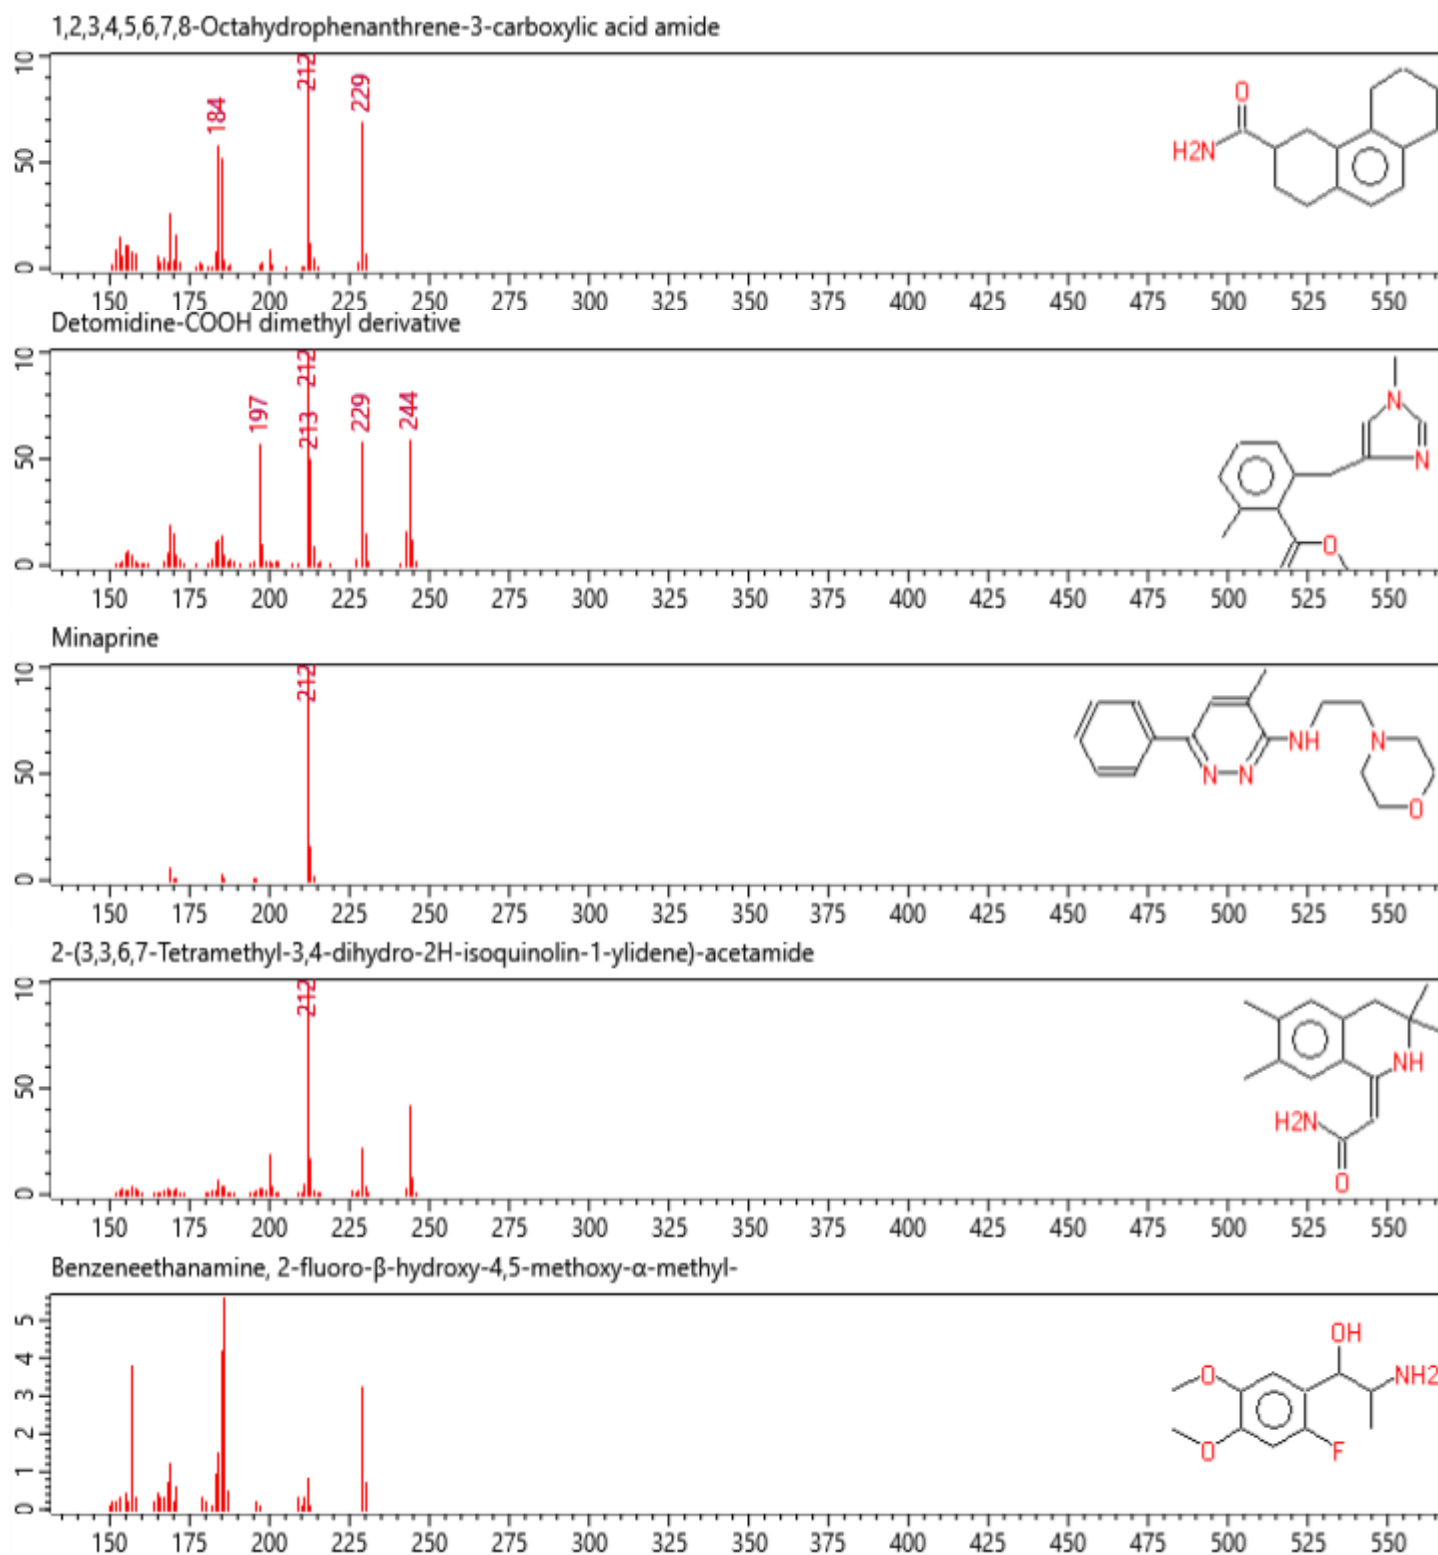 1,2,3,4,5,6,7,8-Octahydrophenanthrene-3-carboxylic acid amide
10
50
0
184
212
229
O
H2N
150 175 200 225 250 275 300 325 350 375 400 425 450 475 500 525 550
Detomidine-COOH dimethyl derivative
10
50
0
197
212
213
229
244
N
N
O
150 175 200 225 250 275 300 325 350 375 400 425 450 475 500 525 550
Minaprine
10
50
0
212
N
N
NH
N
O
150 175 200 225 250 275 300 325 350 375 400 425 450 475 500 525 550
2-(3,3,6,7-Tetramethyl-3,4-dihydro-2H-isoquinolin-1-ylidene)-acetamide
10
50
0
212
NH
H2N
O
150 175 200 225 250 275 300 325 350 375 400 425 450 475 500 525 550
Benzeneethanamine, 2-fluoro-β-hydroxy-4,5-methoxy-α-methyl-
5
4
3
2
1
0
OH
O
NH2
O
F
150 175 200 225 250 275 300 325 350 375 400 425 450 475 500 525 550